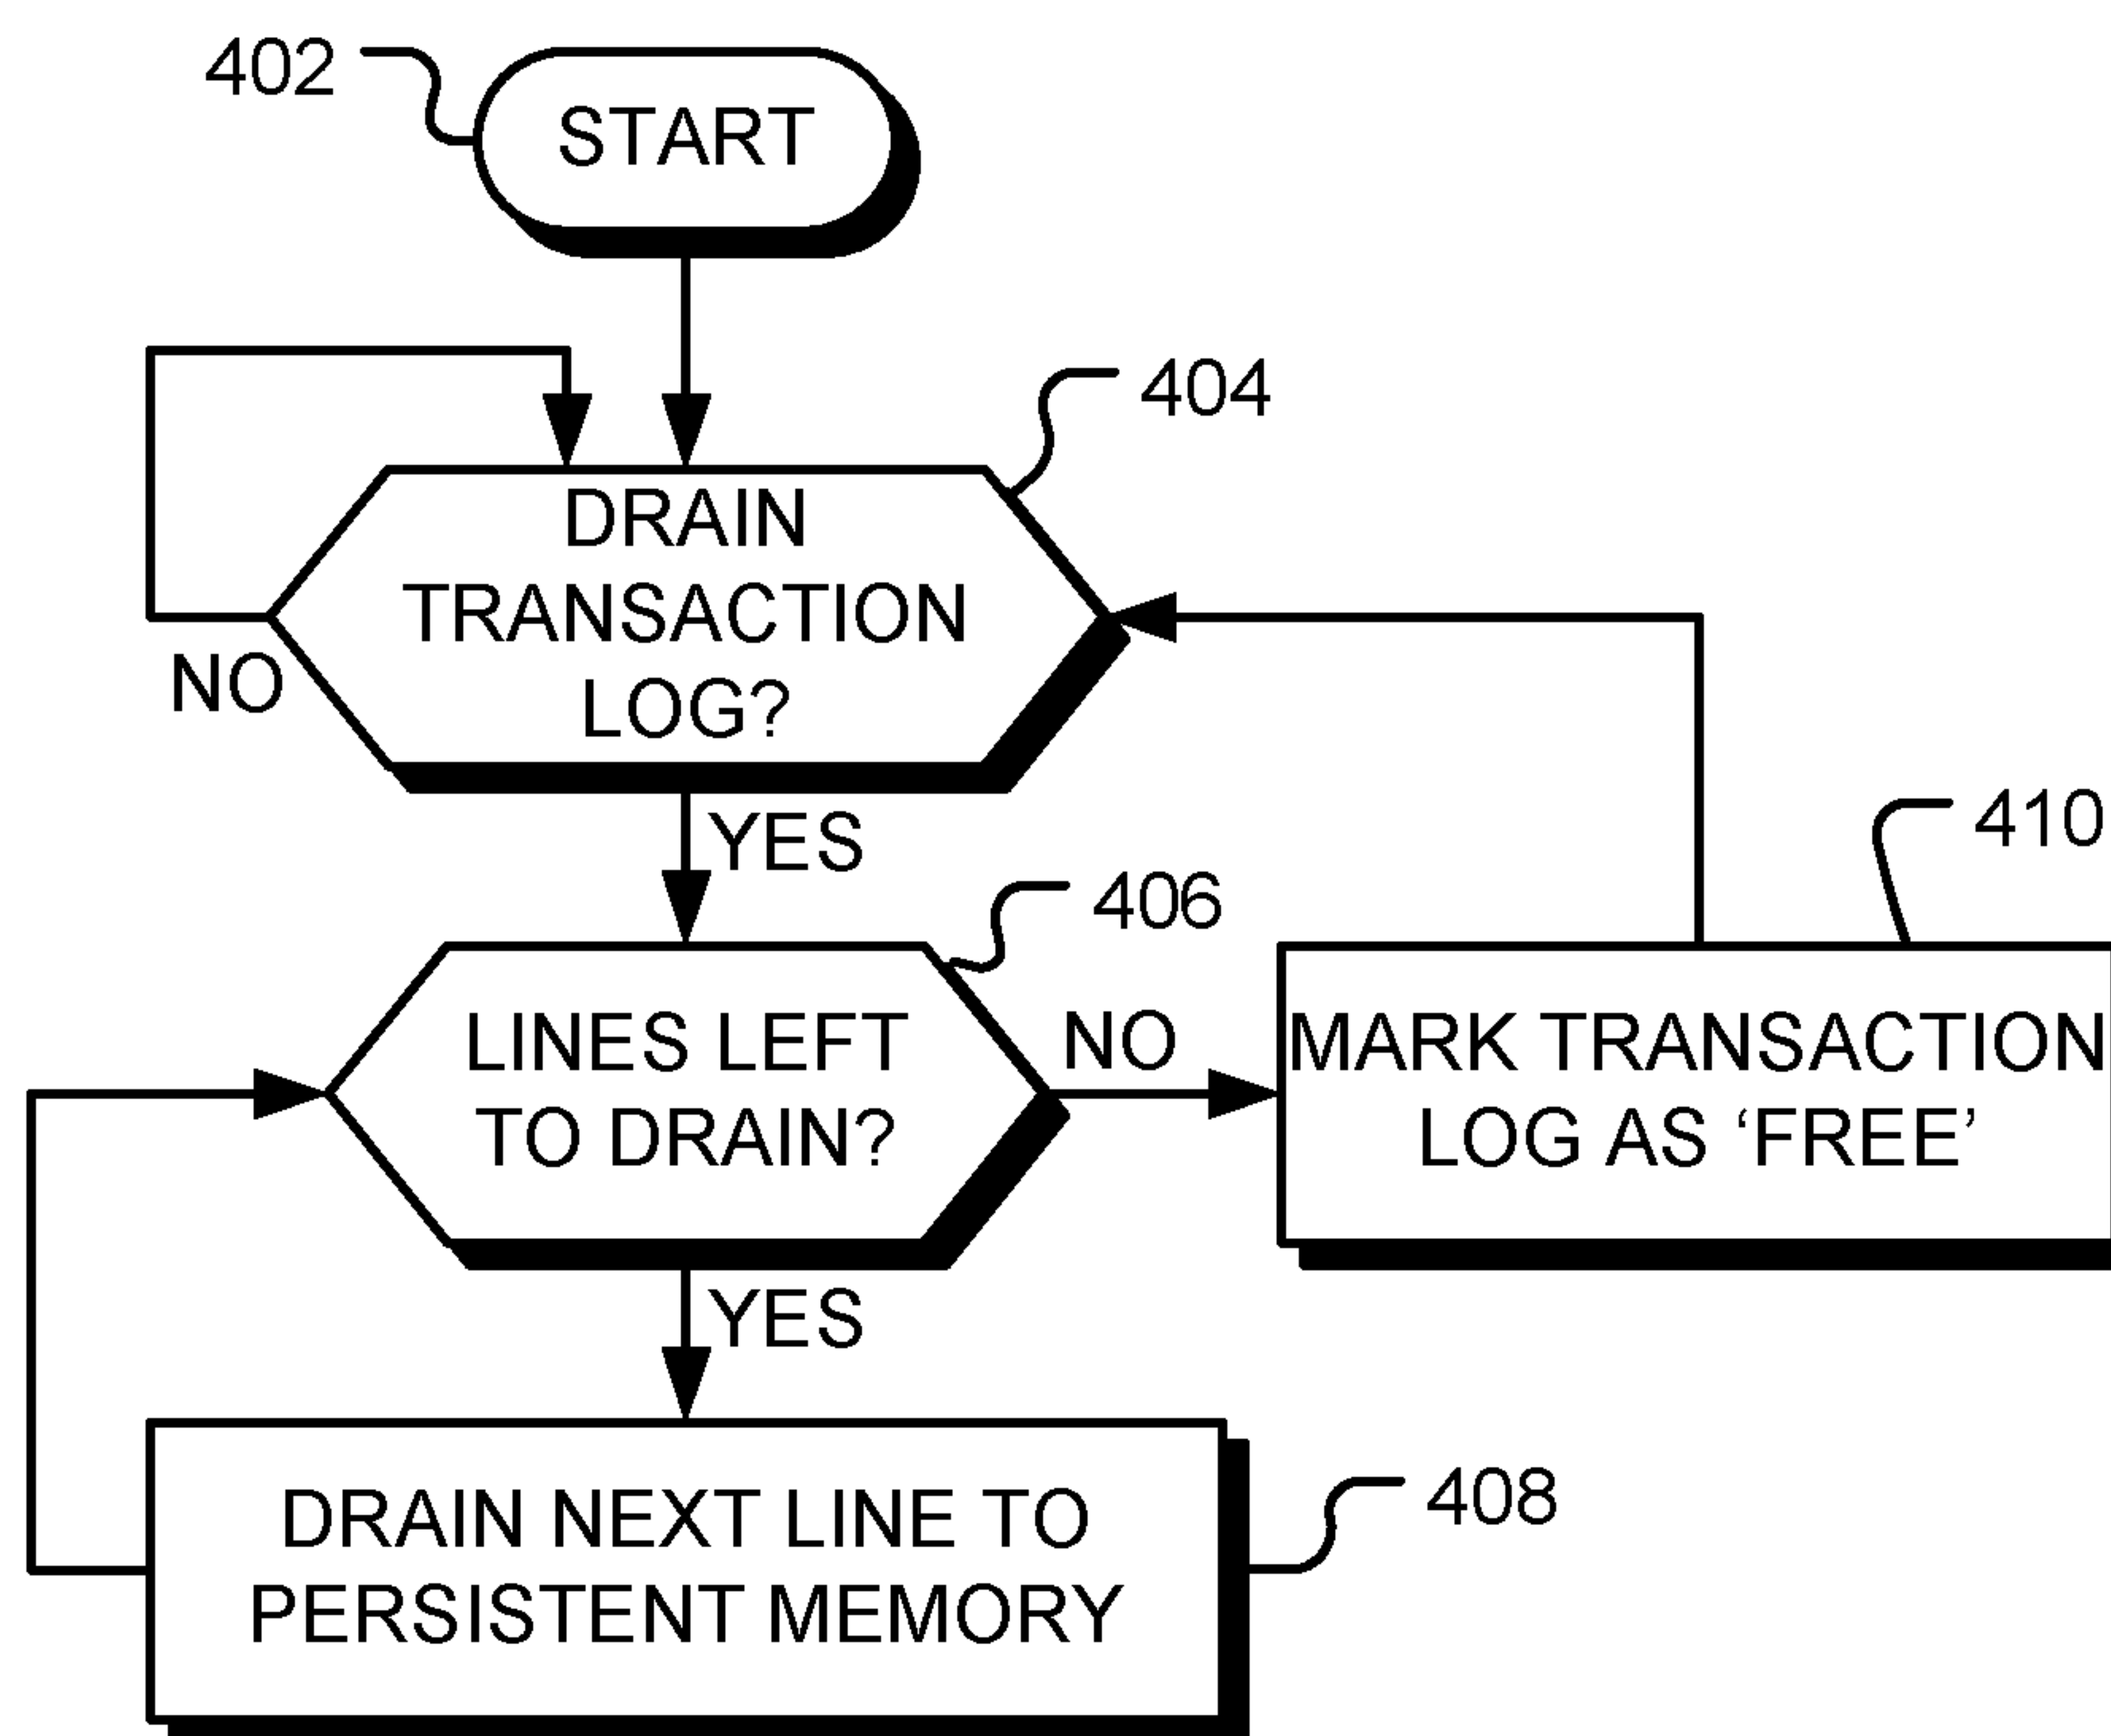 402
START
404
DRAIN
TRANSACTION
LOG?
NO
YES
410
406
LINES LEFT
TO DRAIN?
NO
MARK TRANSACTION
LOG AS ‘FREE’
YES
DRAIN NEXT LINE TO
PERSISTENT MEMORY
408